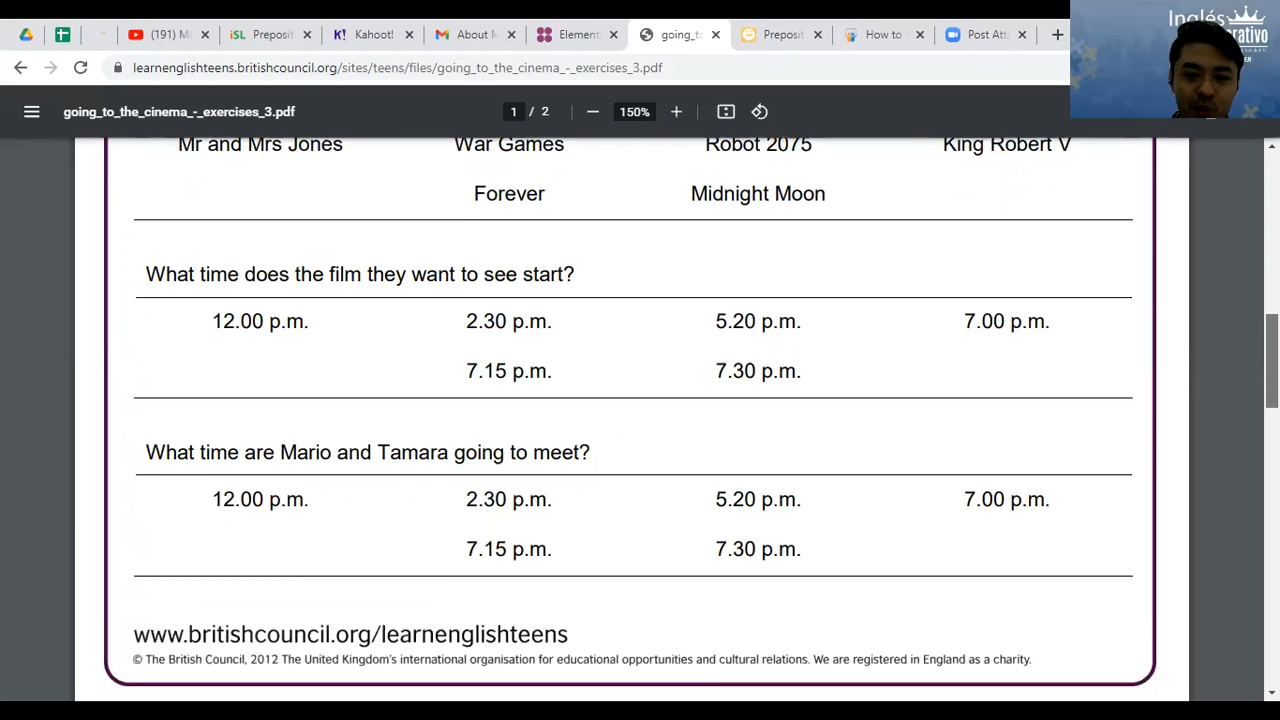 (191) M
Preposit
Kahoot!
About M
Element
going_to
Preposit
How to
Post Att
Inglés
learnenglishteens.britishcouncil.org/sites/teens/files/going_to_the_cinema_-_exercises_3.pdf
going_to_the_cinema_-_exercises_3.pdf
1 / 2
150%
Mr and Mrs Jones War Games Robot 2075 King Robert V
Forever Midnight Moon
What time does the film they want to see start?
12.00 p.m. 2.30 p.m. 5.20 p.m. 7.00 p.m.
7.15 p.m. 7.30 p.m.
What time are Mario and Tamara going to meet?
12.00 p.m. 2.30 p.m. 5.20 p.m. 7.00 p.m.
7.15 p.m. 7.30 p.m.
www.britishcouncil.org/learnenglishteens
© The British Council, 2012 The United Kingdom's international organisation for educational opportunities and cultural relations. We are registered in England as a charity.